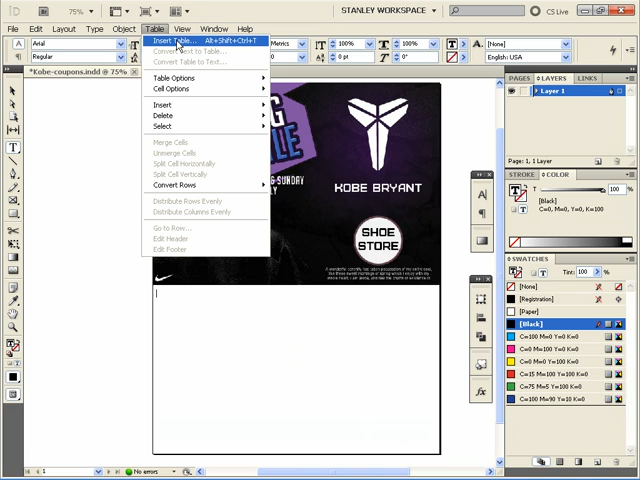 ID
75%
STANLEY WORKSPACE
CS Live
File Edit Layout Type Object Table View Window Help
Arial
Regular
Metrics
100%
100%
0 pt
0°
[None]
English: USA
*Kobe-coupons.indd @ 75%
Insert Table... Alt+Shift+Ctrl+T
Convert Text to Table...
Convert Table to Text...
Table Options
Cell Options
Insert
Delete
Select
Merge Cells
Unmerge Cells
Split Cell Horizontally
Split Cell Vertically
Convert Rows
Distribute Rows Evenly
Distribute Columns Evenly
Go to Row...
Edit Header
Edit Footer
KOBE BRYANT
SHOE
STORE
PAGES LAYERS LINKS
Layer 1
Page: 1, 1 Layer
STROKE COLOR
T 100 %
[Black]
C=0, M=0, Y=0, K=100
SWATCHES
Tint: 100 %
[None]
[Registration]
[Paper]
[Black]
C=100 M=0 Y=0 K=0
C=0 M=100 Y=0 K=0
C=0 M=0 Y=100 K=0
C=15 M=100 Y=100 K=0
C=75 M=5 Y=100 K=0
C=100 M=90 Y=10 K=0
1
No errors